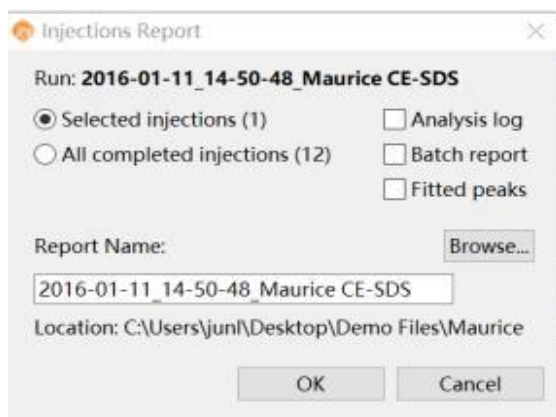 Injections Report
Run: 2016-01-11_14-50-48_Maurice CE-SDS
Selected injections (1)
Analysis log
All completed injections (12)
Batch report
Fitted peaks
Report Name:
Browse...
2016-01-11_14-50-48_Maurice CE-SDS
Location: C:\Users\junl\Desktop\Demo Files\Maurice
OK
Cancel